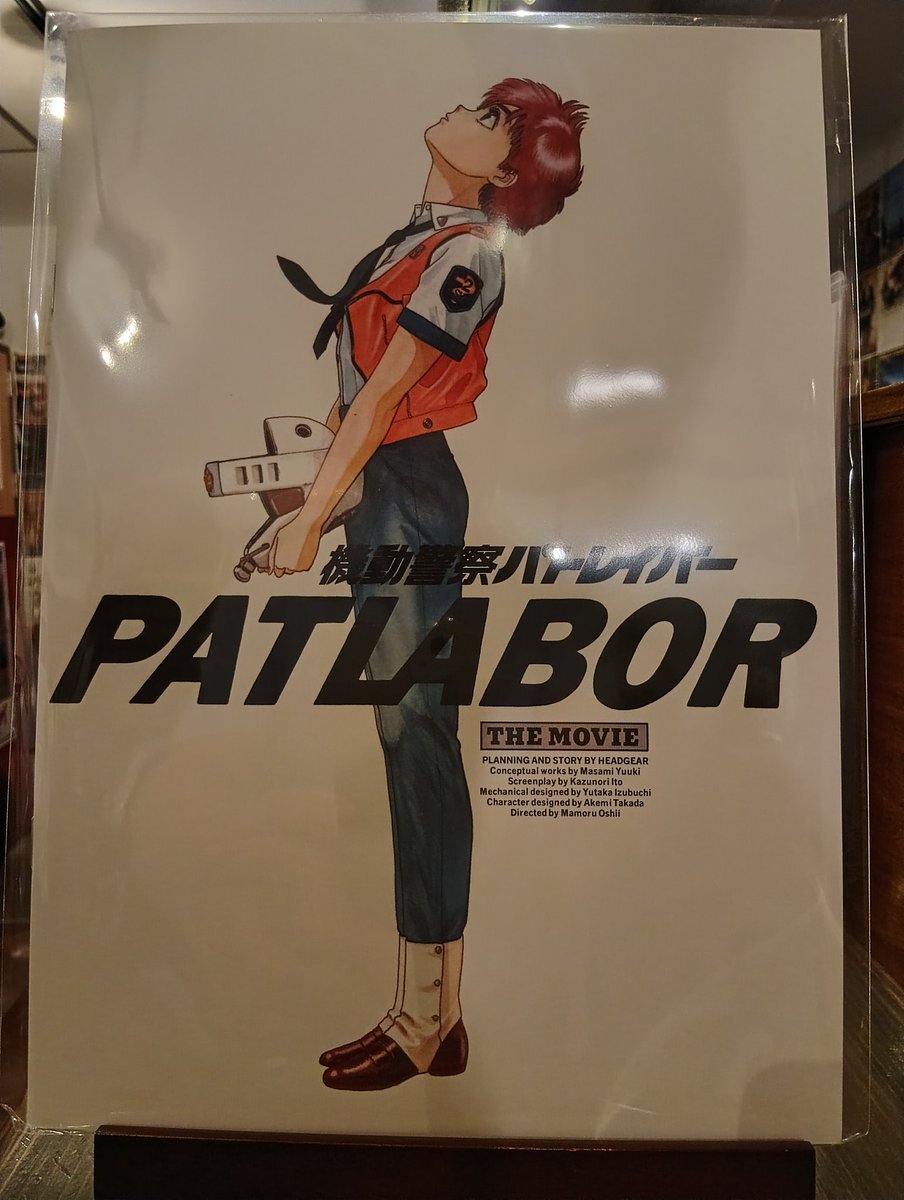 2
機動警察パトレイバー
PATLABOR
THE MOVIE
PLANNING AND STORY BY HEADGEAR
Conceptual works by Masami Yuuki
Screenplay by Kazunori Ito
Mechanical designed by Yutaka Izubuchi
Character designed by Akemi Takada
Directed by Mamoru Oshii